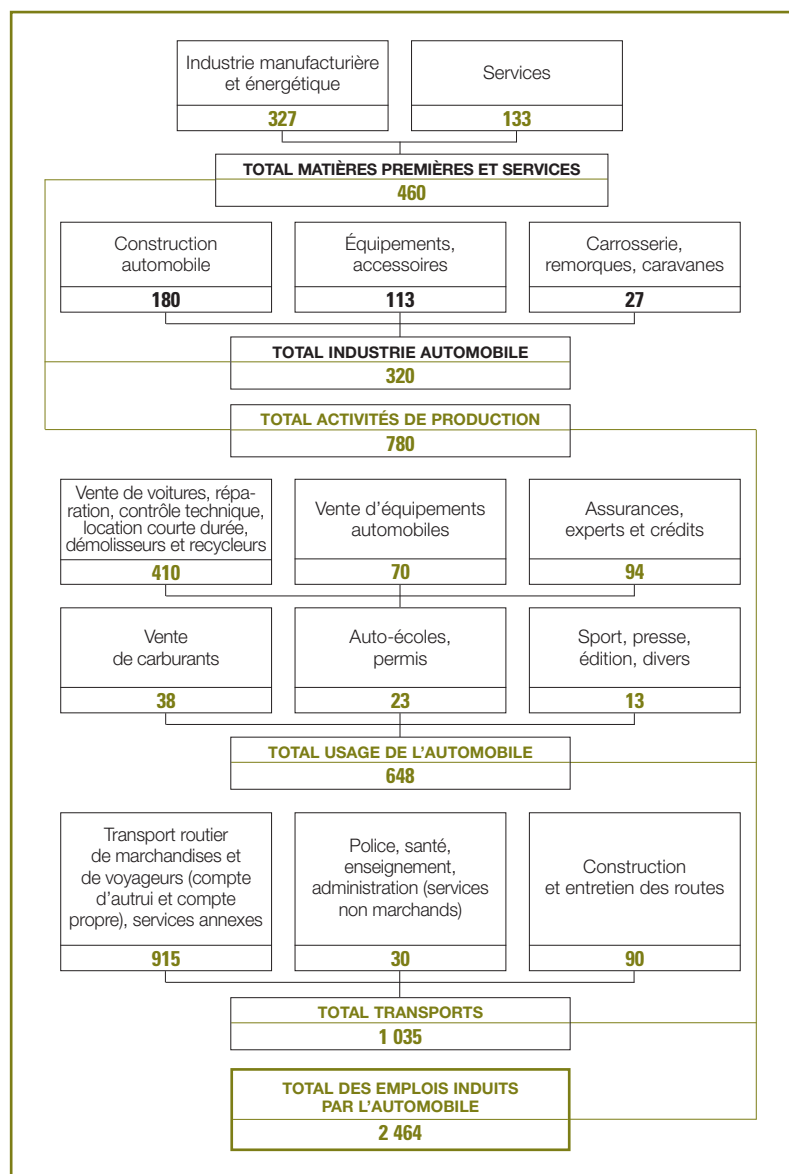 Industrie manufacturière
et énergétique
327
Services
133
TOTAL MATIÈRES PREMIÈRES ET SERVICES
460
Construction
automobile
180
Équipements,
accessoires
113
Carrosserie,
remorques, caravanes
27
TOTAL INDUSTRIE AUTOMOBILE
320
TOTAL ACTIVITÉS DE PRODUCTION
780
Vente de voitures, répa-
ration, contrôle technique,
location courte durée,
démolisseurs et recycleurs
410
Vente d'équipements
automobiles
70
Assurances,
experts et crédits
94
Vente
de carburants
38
Auto-écoles,
permis
23
Sport, presse,
édition, divers
13
TOTAL USAGE DE L'AUTOMOBILE
648
Transport routier
de marchandises et
de voyageurs (compte
d'autrui et compte
propre), services annexes
915
Police, santé,
enseignement,
administration (services
non marchands)
30
Construction
et entretien des routes
90
TOTAL TRANSPORTS
1 035
TOTAL DES EMPLOIS INDUITS
PAR L'AUTOMOBILE
2 464